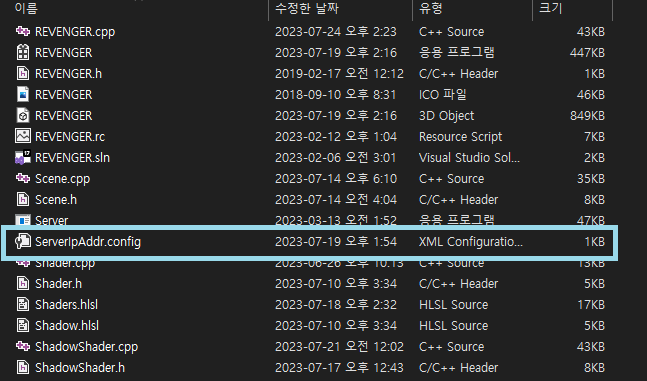 이름 수정한 날짜 유형 크기
REVENGER.cpp 2023-07-24 오후 2:23 C++ Source 43KB
REVENGER 2023-07-19 오후 2:16 응용 프로그램 447KB
REVENGER.h 2019-02-17 오전 12:12 C/C++ Header 1KB
REVENGER 2018-09-10 오후 8:31 ICO 파일 46KB
REVENGER 2023-07-19 오후 2:16 3D Object 849KB
REVENGER.rc 2023-02-12 오후 1:04 Resource Script 7KB
REVENGER.sln 2023-02-06 오전 3:01 Visual Studio Sol... 2KB
Scene.cpp 2023-07-14 오후 6:10 C++ Source 35KB
Scene.h 2023-07-14 오전 4:04 C/C++ Header 8KB
Server 2023-03-13 오전 1:52 응용 프로그램 47KB
ServerIpAddr.config 2023-07-19 오후 1:54 XML Configuratio... 1KB
Shader.cpp 2023-06-26 오후 10:13 C++ Source 13KB
Shader.h 2023-07-10 오후 3:34 C/C++ Header 5KB
Shaders.hlsl 2023-07-18 오후 2:32 HLSL Source 17KB
Shadow.hlsl 2023-07-10 오후 3:34 HLSL Source 5KB
ShadowShader.cpp 2023-07-21 오전 12:02 C++ Source 43KB
ShadowShader.h 2023-07-17 오후 12:43 C/C++ Header 8KB